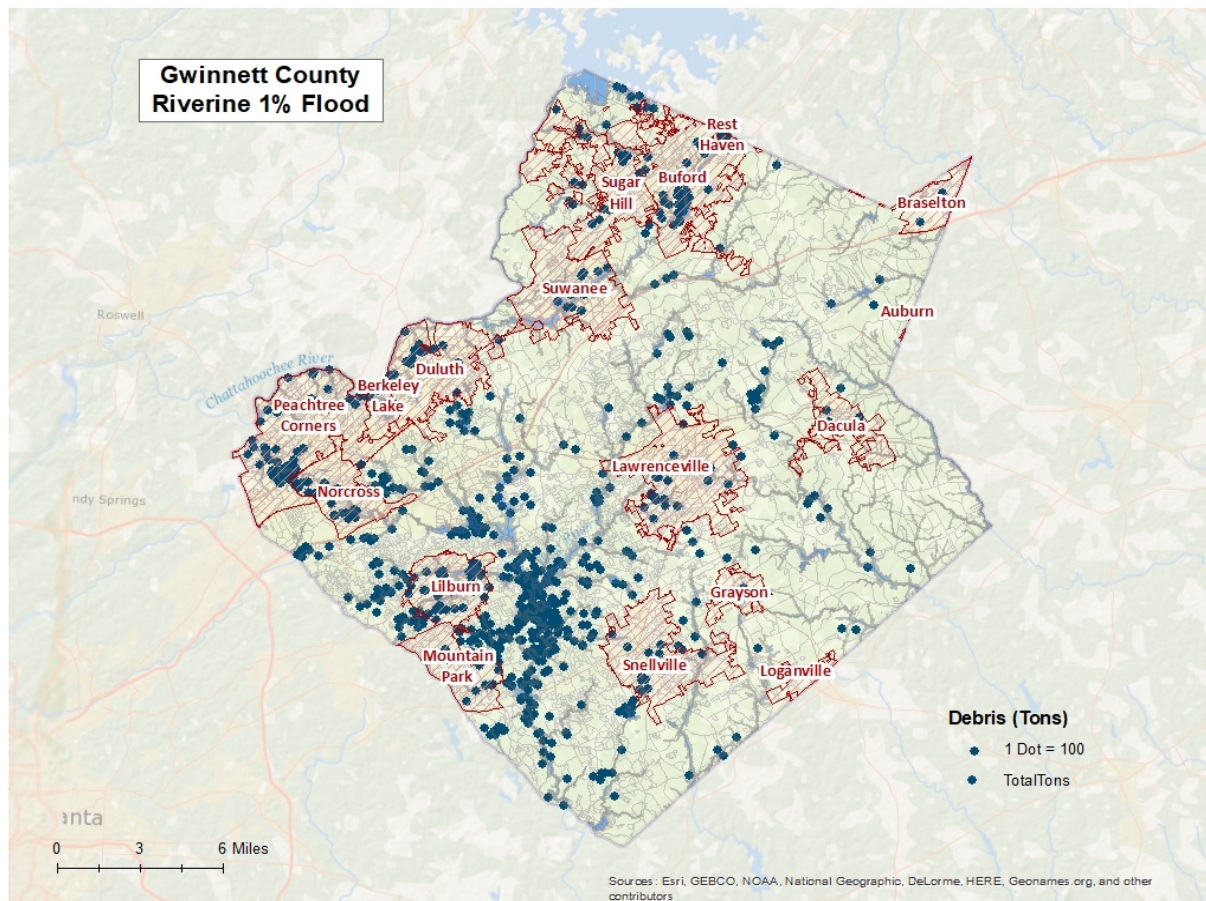 Gwinnett County
Riverine 1% Flood
Rest
Haven
Sugar
Hill
Buford
Braselton
Suwanee
Auburn
Roswell
Chattahoochee River
Duluth
Berkeley
Lake
Peachtree
Corners
Dacula
Lawrenceville
Norcross
ndy Springs
River
Lilburn
Grayson
Mountain
Park
Snellville
Loganville
Debris (Tons)
1 Dot = 100
TotalTons
anta
0 3 6 Miles
Sources: Esri, GEBCO, NOAA, National Geographic, DeLorme, HERE, Geonames.org, and other
contributors